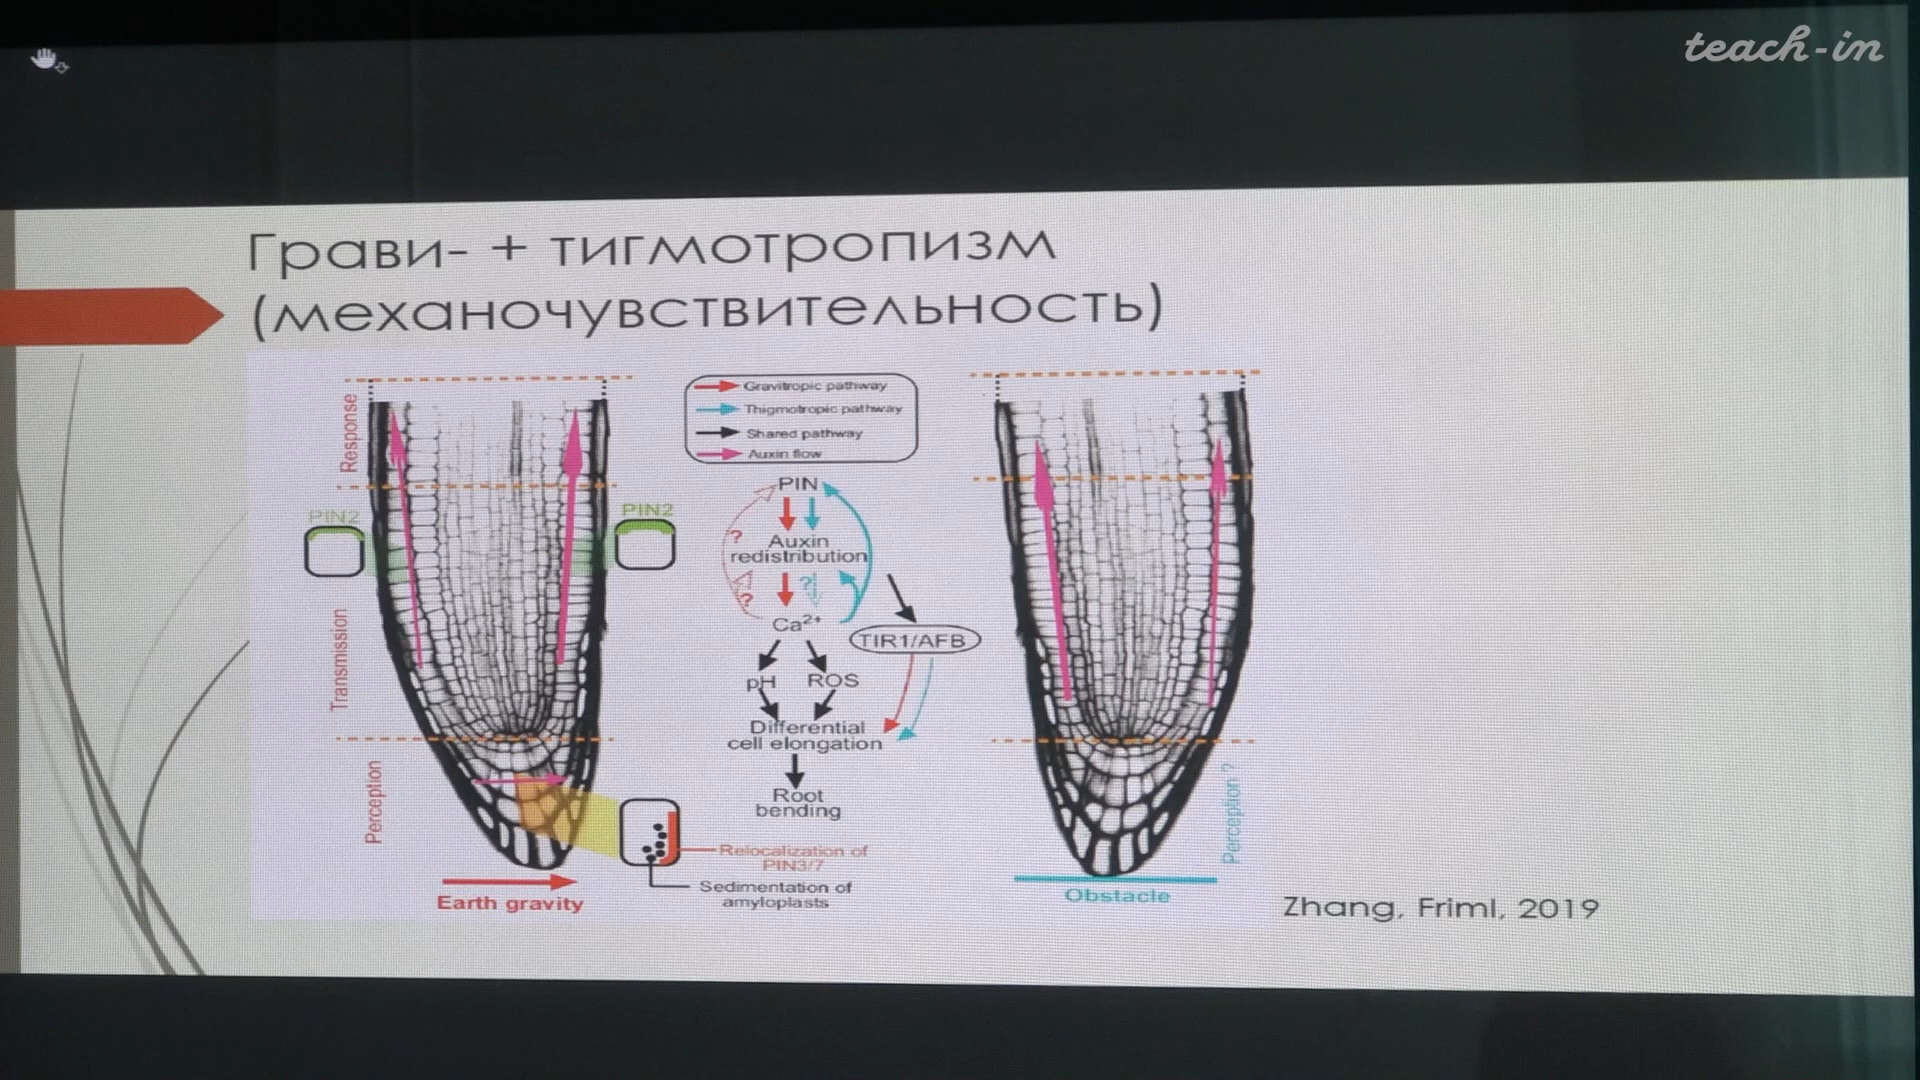 teach-in
Грави- + тигмотропизм
(механочувствительность)
Response
Transmission
Perception
PIN2
PIN2
Earth gravity
Gravitropic pathway
Thigmotropic pathway
Shared pathway
Auxin flow
PIN
?
Auxin
redistribution
?
?
Ca²⁺
TIR1/AFB
pH
ROS
Differential
cell elongation
Root
bending
Relocalization of
PIN3/7
Sedimentation of
amyloplasts
Perception ?
Obstacle
Zhang, Friml, 2019